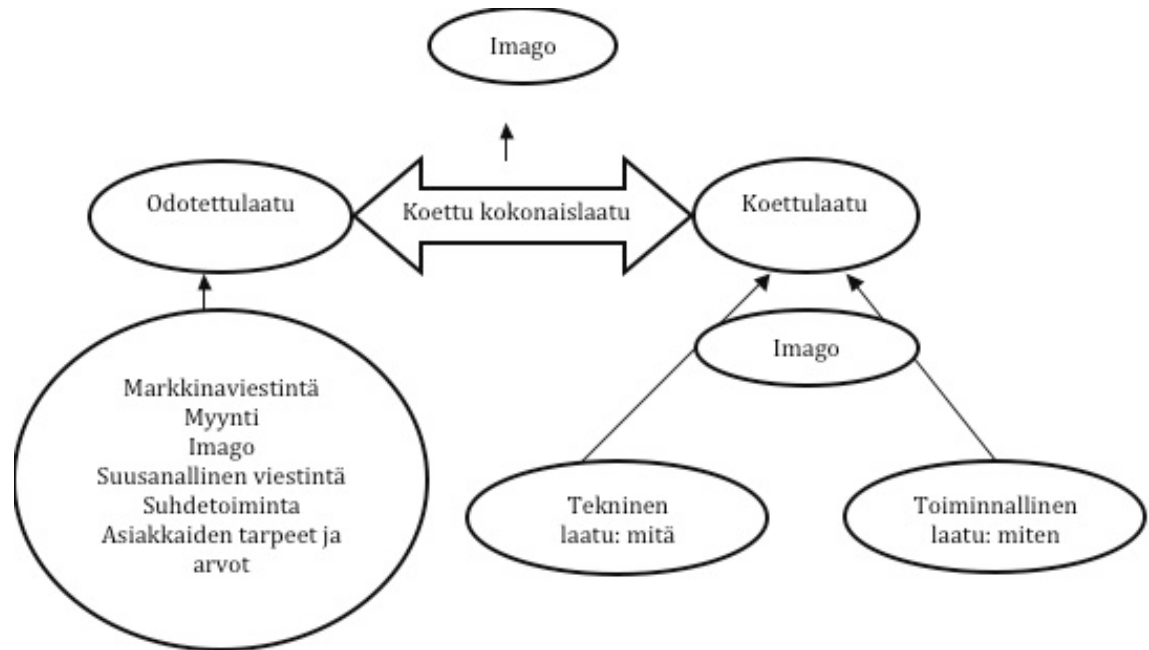 Imago
Odotettulaatu
Koettu kokonaislaatu
Koettulaatu
Imago
Markkinaviestintä
Myynti
Imago
Suusanallinen viestintä
Suhdetoiminta
Asiakkaiden tarpeet ja
arvot
Tekninen
laatu: mitä
Toiminnallinen
laatu: miten